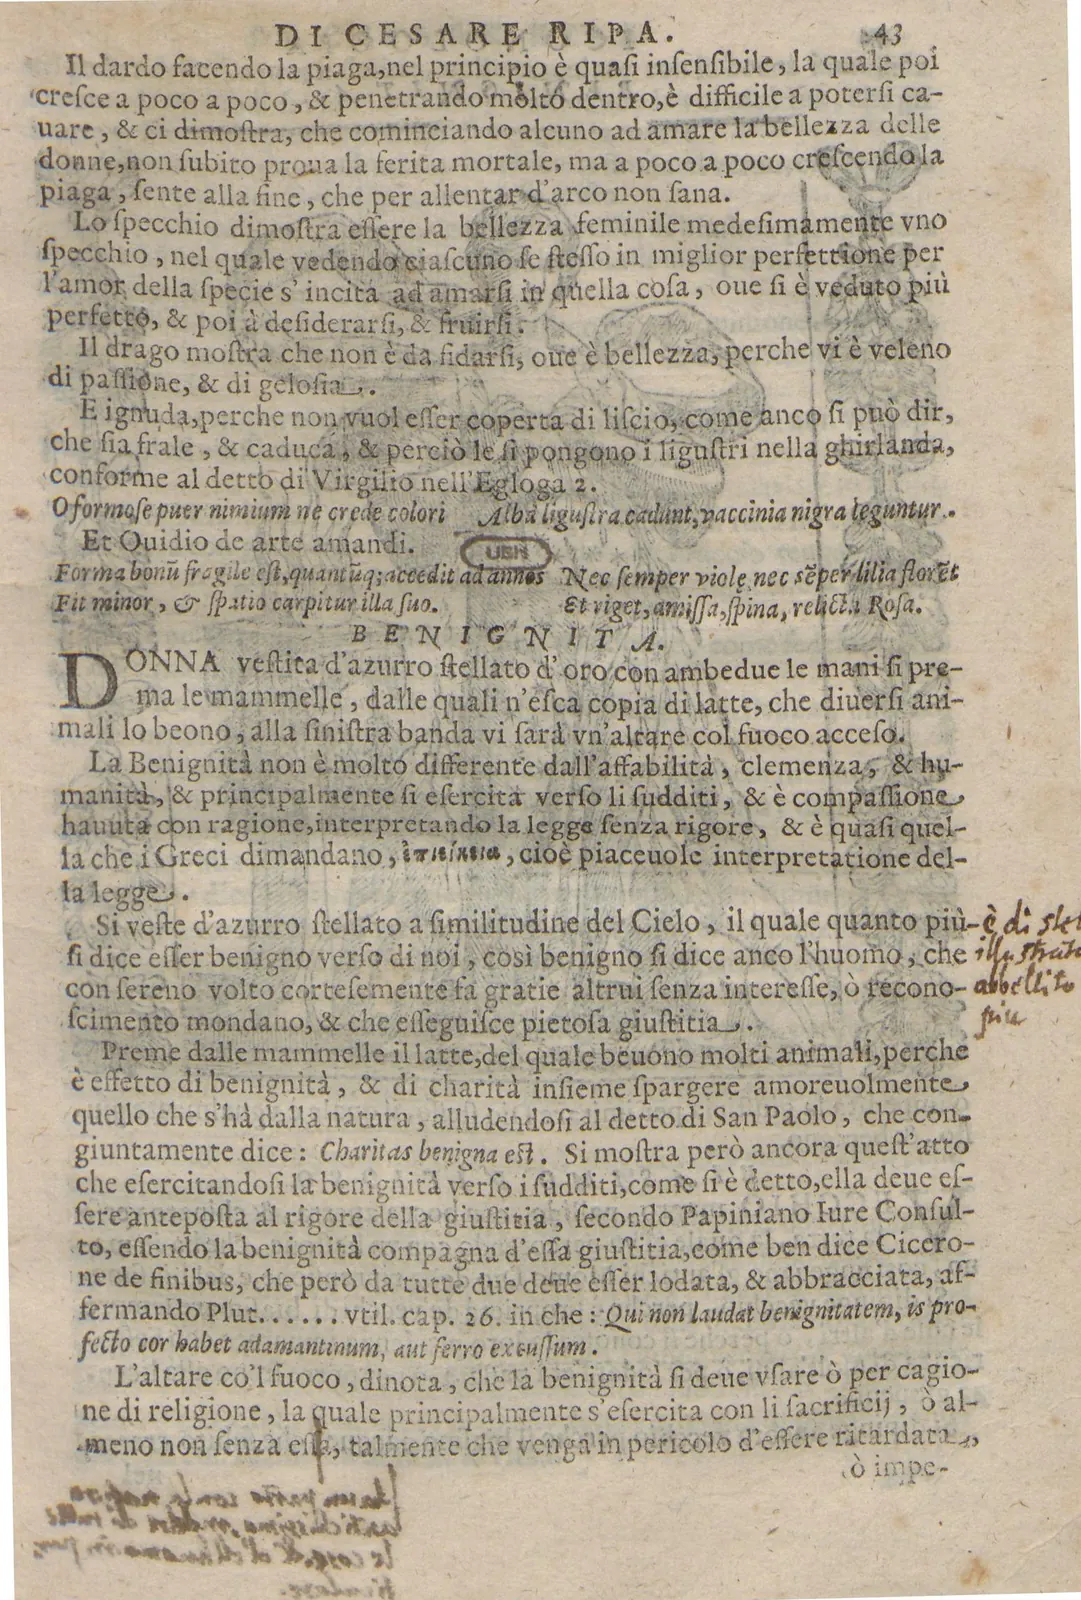 DI CESARE RIPA. 43
Il dardo facendo la piaga, nel principio è quasi insensibile, la quale poi
cresce a poco a poco, & penetrando molto dentro, è difficile a potersi ca-
uare, & ci dimostra, che cominciando alcuno ad amare la bellezza delle
donne, non subito proua la ferita mortale, ma a poco a poco crescendo la
piaga, sente alla fine, che per allentar d'arco non sana.
Lo specchio dimostra essere la bellezza feminile medesimamente vno
specchio, nel quale vedendo ciascuno se stesso in miglior perfettione per
l'amor della specie s'incita ad amarsi in quella cosa, oue si è veduto più
perfetto, & poi à desiderarsi, & fruirsi.
Il drago mostra che non è da fidarsi, oue è bellezza, perche vi è veleno
di passione, & di gelosia.
E ignuda, perche non vuol esser coperta di liscio, come anco si può dir,
che sia frale, & caduca, & perciò le si pongono i ligustri nella ghirlanda,
conforme al detto di Virgilio nell'Egloga 2.
O formose puer nimium ne crede colori Alba ligustra cadunt, vaccinia nigra leguntur.
Et Ouidio de arte amandi.
UBH
Forma bonū fragile est, quantūq; accedit ad annos Nec semper viole nec sēper lilia florēt
Fit minor, & spatio carpitur illa suo. Et riget, amissa, spina, relicta Rosa.
BENIGNITA.
DONNA vestita d'azurro stellato d'oro con ambedue le mani si pre-
ma le mammelle, dalle quali n'esca copia di latte, che diuersi ani-
mali lo beono, alla sinistra banda vi sarà vn'altare col fuoco acceso.
La Benignità non è molto differente dall'affabilità, clemenza, & hu-
manità, & principalmente si esercita verso li sudditi, & è compassione
hauuta con ragione, interpretando la legge senza rigore, & è quasi quel-
la che i Greci dimandano, ἐπιείκεια, cioè piaceuole interpretatione del-
la legge.
Si veste d'azurro stellato a similitudine del Cielo, il quale quanto più
si dice esser benigno verso di noi, così benigno si dice anco l'huomo, che
con sereno volto cortesemente fa gratie altrui senza interesse, ò recono-
scimento mondano, & che esseguisce pietosa giustitia.
è di stel
illustrato
abbellito
piu
Preme dalle mammelle il latte, del quale beuono molti animali, perche
è effetto di benignità, & di charità insieme spargere amoreuolmente
quello che s'hà dalla natura, alludendosi al detto di San Paolo, che con-
giuntamente dice: Charitas benigna est. Si mostra però ancora quest'atto
che esercitandosi la benignità verso i sudditi, come si è detto, ella deue es-
sere anteposta al rigore della giustitia, secondo Papiniano Iure Consul-
to, essendo la benignità compagna d'essa giustitia, come ben dice Cicero-
ne de finibus, che però da tutte due deue esser lodata, & abbracciata, af-
fermando Plut...... vtil. cap. 26. in che: Qui non laudat benignitatem, is pro-
fecto cor habet adamantinum, aut ferro excussum.
L'altare co'l fuoco, dinota, che la benignità si deue vsare ò per cagio-
ne di religione, la quale principalmente s'esercita con li sacrificij, ò al-
meno non senza essa, talmente che venga in pericolo d'essere ritardata,
ò impe-